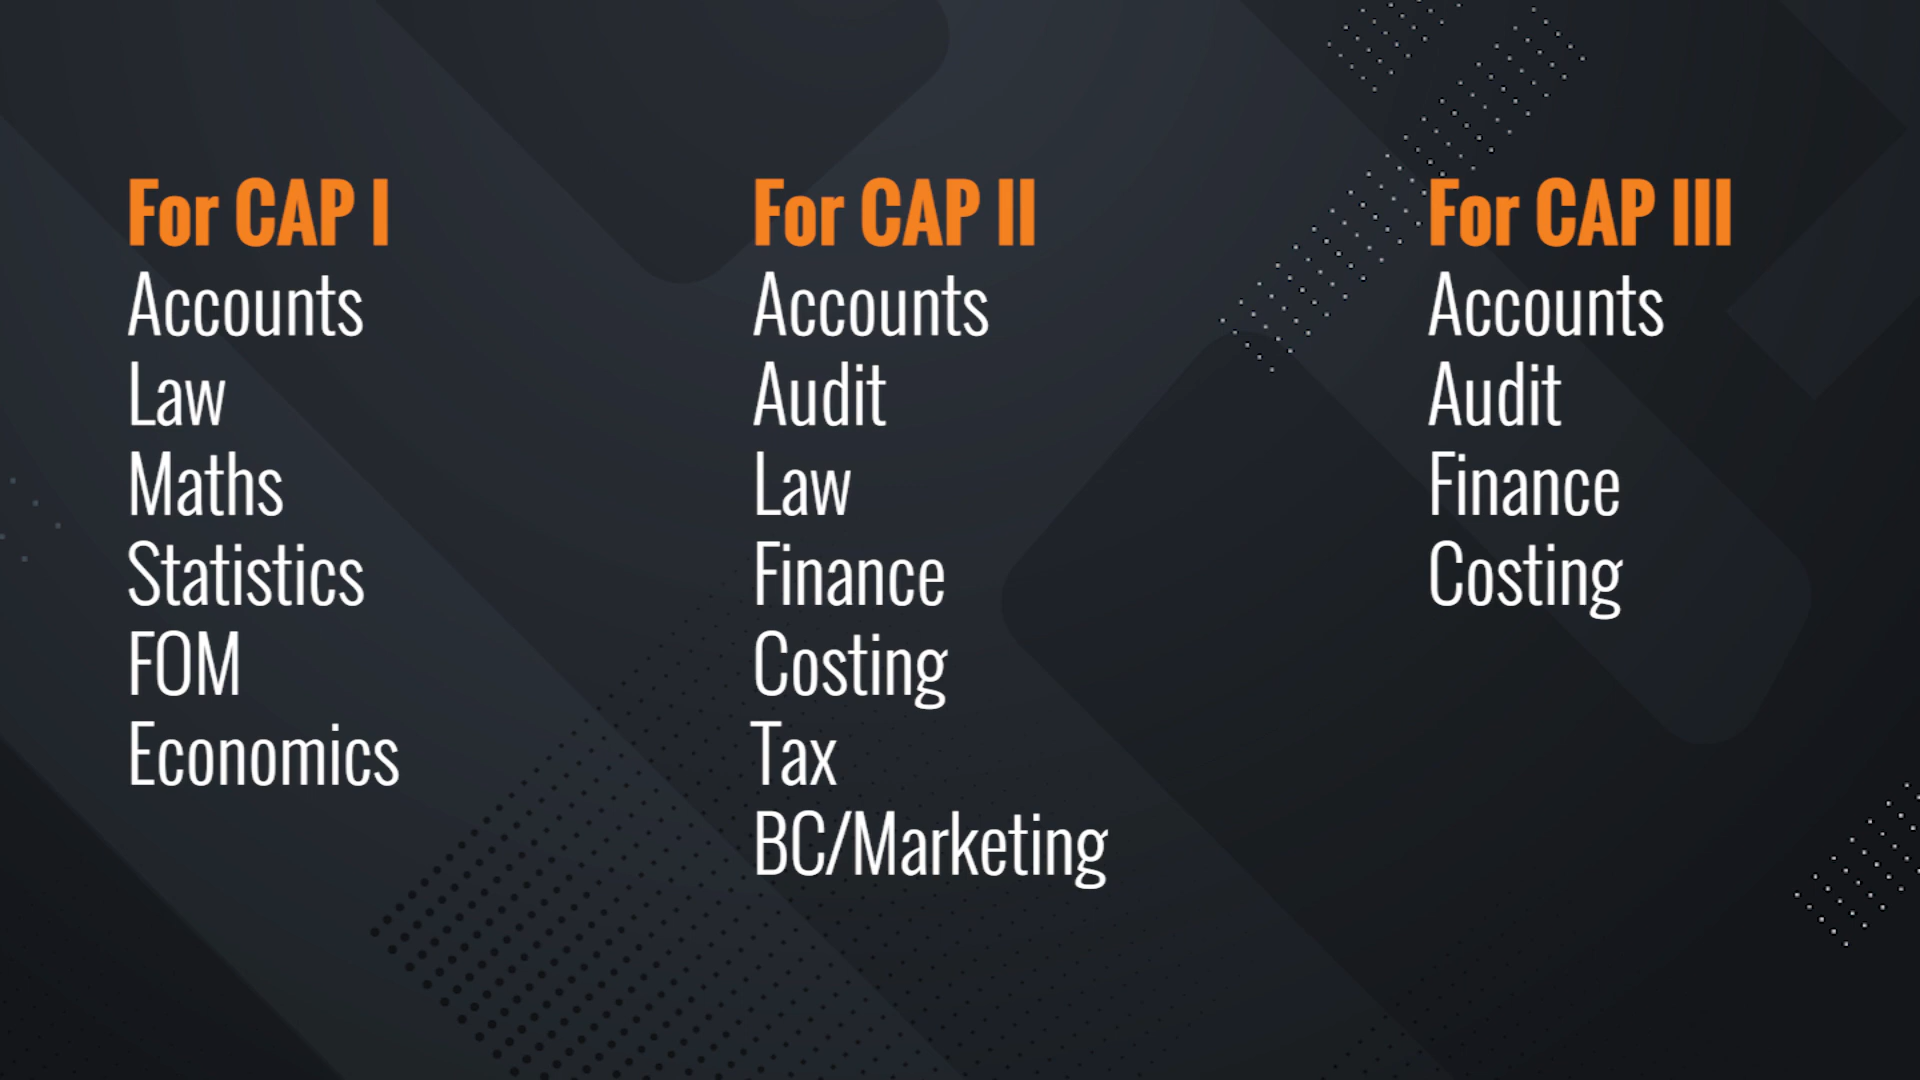 For CAP I
Accounts
Law
Maths
Statistics
FOM
Economics
For CAP II
Accounts
Audit
Law
Finance
Costing
Tax
BC/Marketing
For CAP III
Accounts
Audit
Finance
Costing